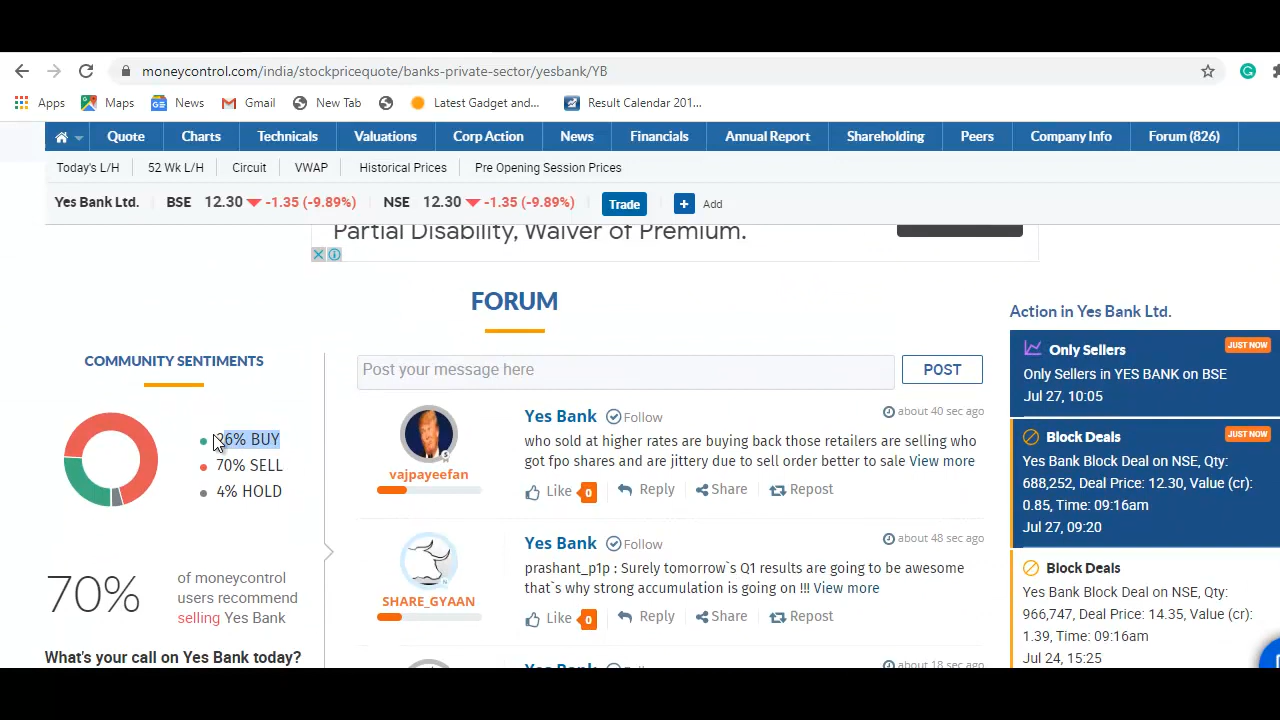 moneycontrol.com/india/stockpricequote/banks-private-sector/yesbank/YB
Apps Maps News Gmail New Tab Latest Gadget and... Result Calendar 201...
Quote Charts Technicals Valuations Corp Action News Financials Annual Report Shareholding Peers Company Info Forum (826)
Today's L/H 52 Wk L/H Circuit VWAP Historical Prices Pre Opening Session Prices
Yes Bank Ltd. BSE 12.30 -1.35 (-9.89%) NSE 12.30 -1.35 (-9.89%) Trade + Add
Partial Disability, Waiver of Premium.
FORUM
COMMUNITY SENTIMENTS
26% BUY
70% SELL
4% HOLD
70% of moneycontrol
users recommend
selling Yes Bank
What's your call on Yes Bank today?
Post your message here POST
Yes Bank Follow about 40 sec ago
who sold at higher rates are buying back those retailers are selling who
got fpo shares and are jittery due to sell order better to sale View more
vajpayeefan
Like 0 Reply Share Repost
Yes Bank Follow about 48 sec ago
prashant_p1p : Surely tomorrow`s Q1 results are going to be awesome
that`s why strong accumulation is going on !!! View more
SHARE_GYAAN
Like 0 Reply Share Repost
about 18 sec ago
Action in Yes Bank Ltd.
Only Sellers JUST NOW
Only Sellers in YES BANK on BSE
Jul 27, 10:05
Block Deals JUST NOW
Yes Bank Block Deal on NSE, Qty:
688,252, Deal Price: 12.30, Value (cr):
0.85, Time: 09:16am
Jul 27, 09:20
Block Deals
Yes Bank Block Deal on NSE, Qty:
966,747, Deal Price: 14.35, Value (cr):
1.39, Time: 09:16am
Jul 24, 15:25